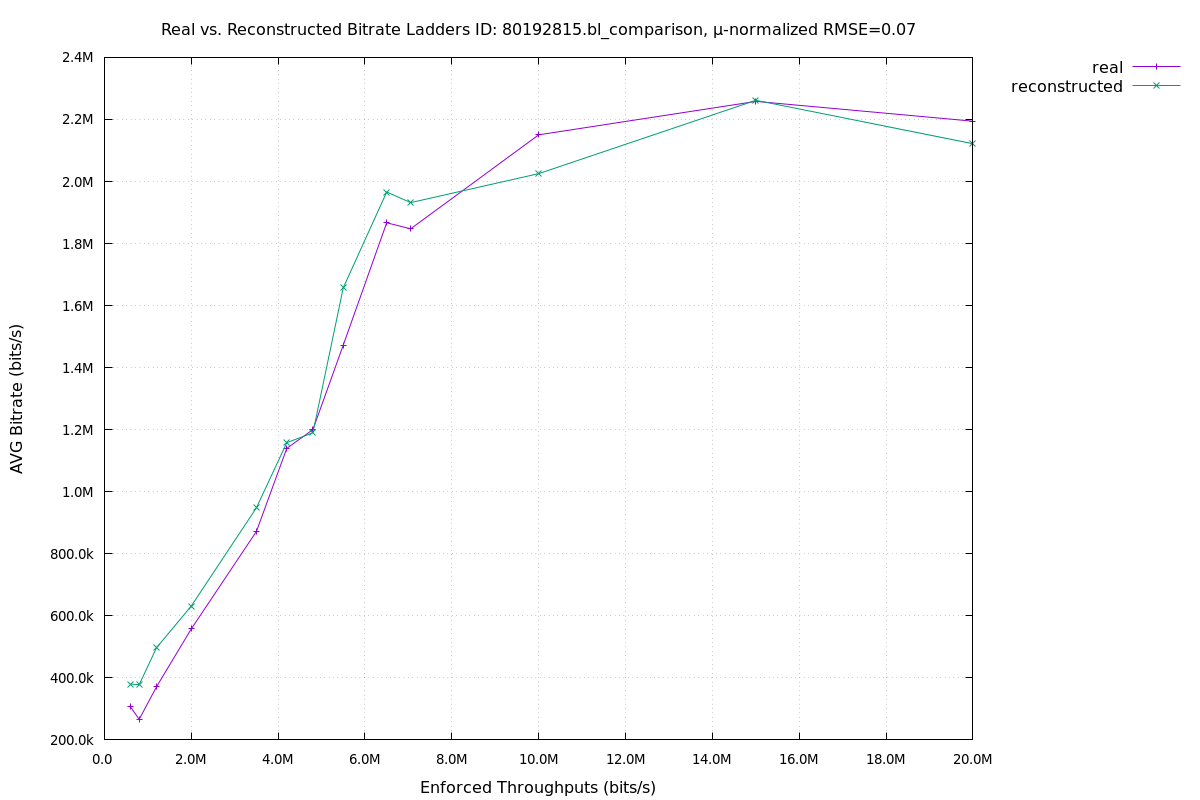 Real vs. Reconstructed Bitrate Ladders ID: 80192815.bl_comparison, μ-normalized RMSE=0.07
real
reconstructed
2.4M
2.2M
2.0M
1.8M
1.6M
1.4M
1.2M
1.0M
800.0k
600.0k
400.0k
200.0k
AVG Bitrate (bits/s)
0.0 2.0M 4.0M 6.0M 8.0M 10.0M 12.0M 14.0M 16.0M 18.0M 20.0M
Enforced Throughputs (bits/s)